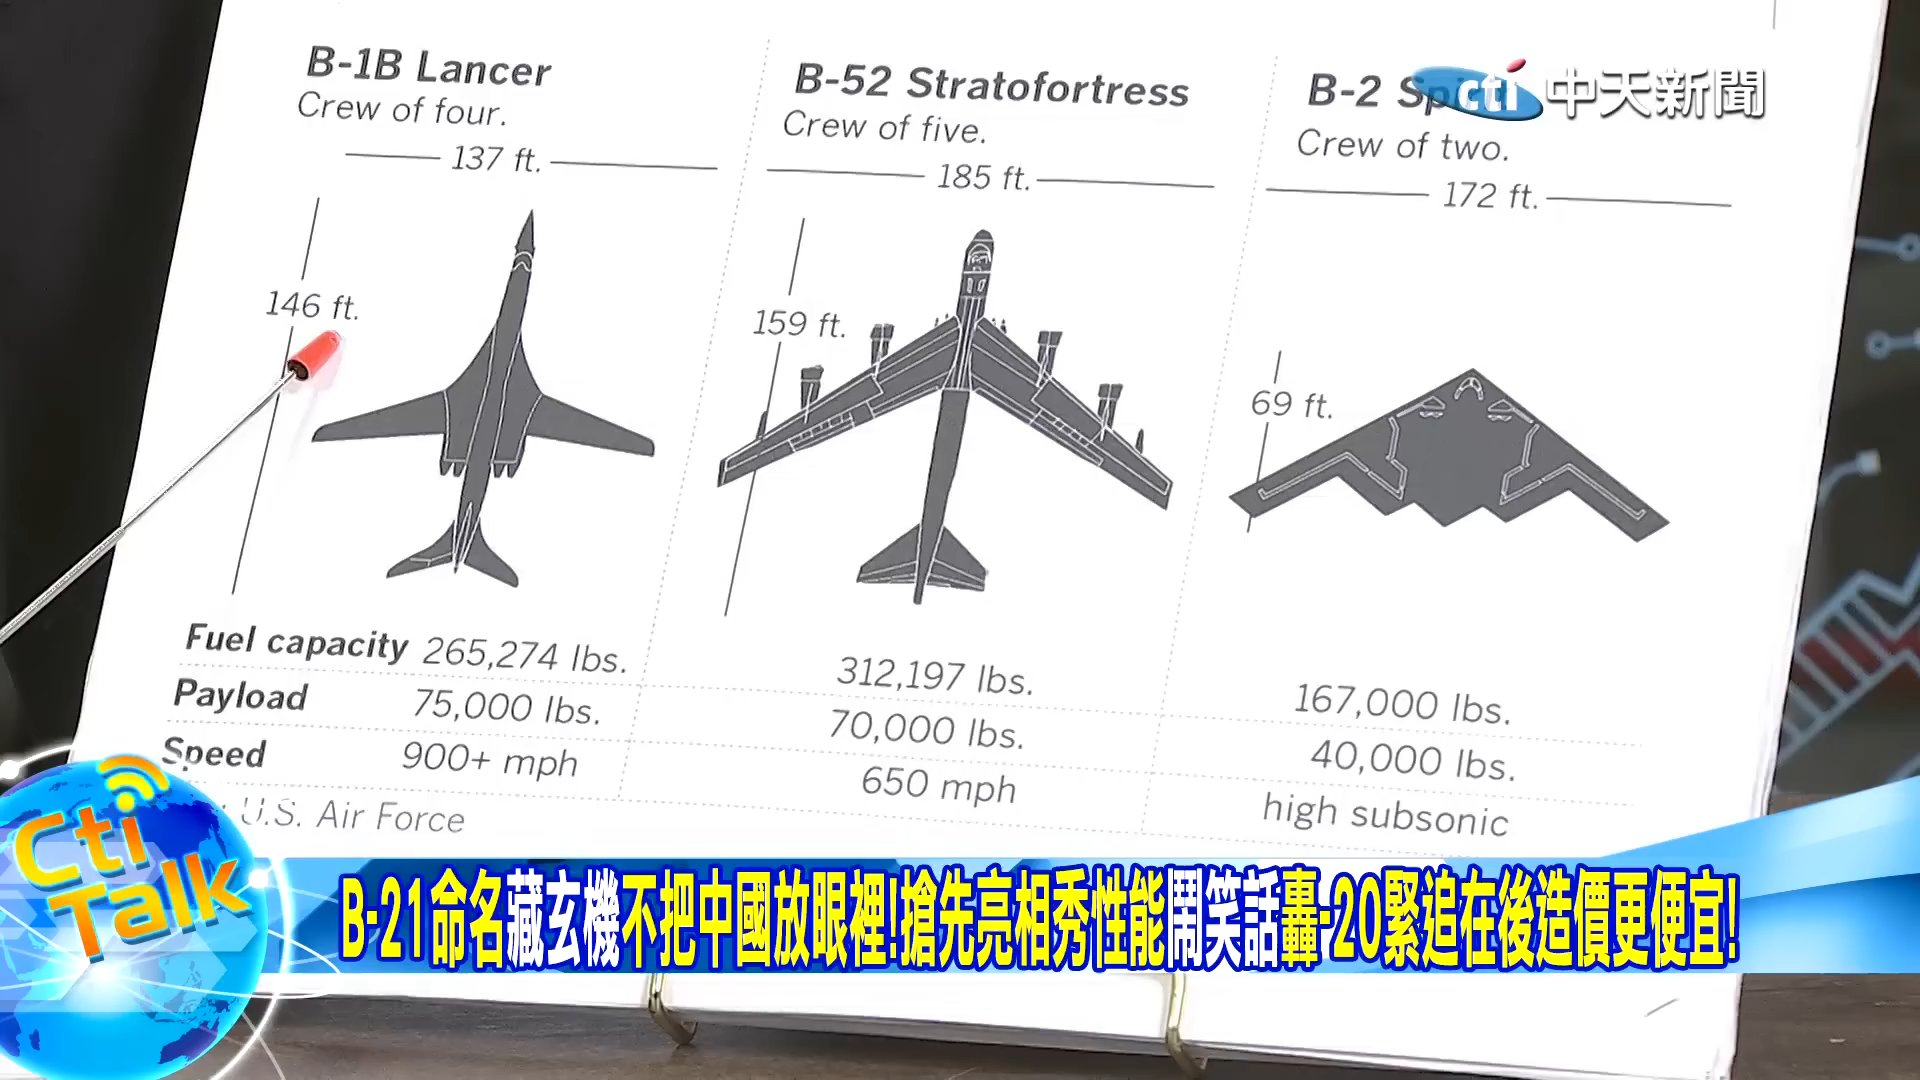 B-1B Lancer
Crew of four.
137 ft.
146 ft.
B-52 Stratofortress
Crew of five.
185 ft.
159 ft.
B-2
Crew of two.
172 ft.
69 ft.
Fuel capacity 265,274 lbs. 312,197 lbs. 167,000 lbs.
Payload 75,000 lbs. 70,000 lbs. 40,000 lbs.
Speed 900+ mph 650 mph high subsonic
U.S. Air Force
cti 中天新聞
Cti Talk
B-21命名藏玄機不把中國放眼裡!搶先亮相秀性能鬧笑話轟-20緊追在後造價更便宜!